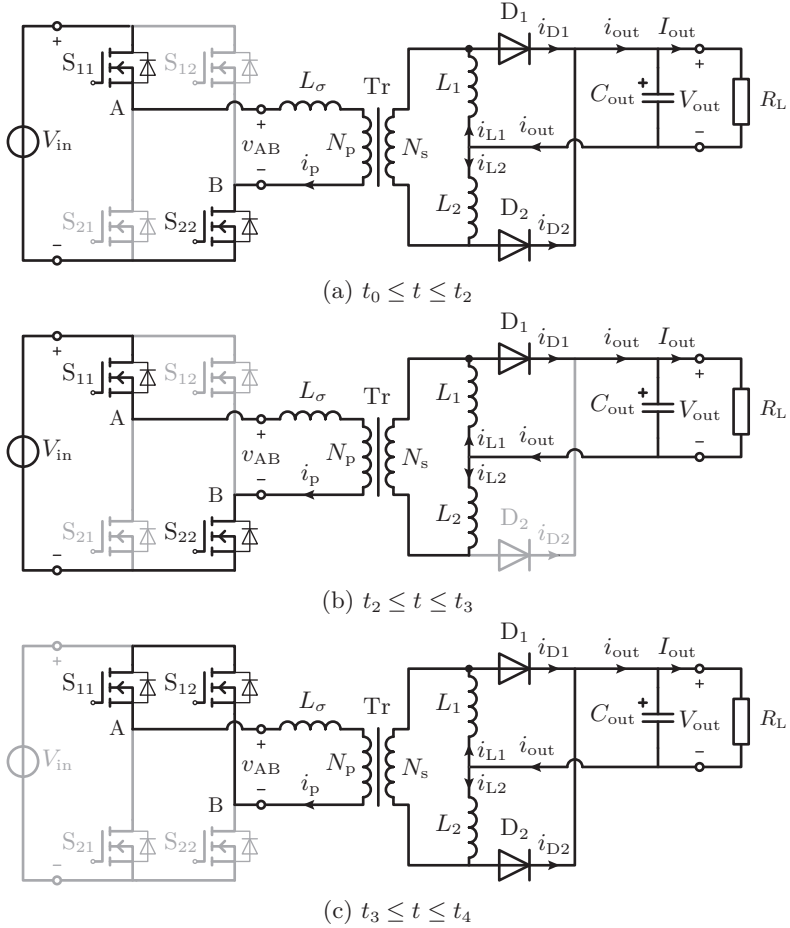 D1 iD1 iout Iout
+ S11 S12 Lσ Tr L1 + +
A Cout Vout RL
Vin + vAB Np Ns iL1 iout
ip iL2 −
B −
S21 S22 L2 D2 iD2
−
(a) t0 ≤ t ≤ t2
D1 iD1 iout Iout
+ S11 S12 Lσ Tr L1 + +
A Cout Vout RL
Vin + vAB Np Ns iL1 iout
ip iL2 −
B −
S21 S22 L2 D2 iD2
−
(b) t2 ≤ t ≤ t3
D1 iD1 iout Iout
+ S11 S12 Lσ Tr L1 + +
A Cout Vout RL
Vin + vAB Np Ns iL1 iout
ip iL2 −
B −
S21 S22 L2 D2 iD2
−
(c) t3 ≤ t ≤ t4